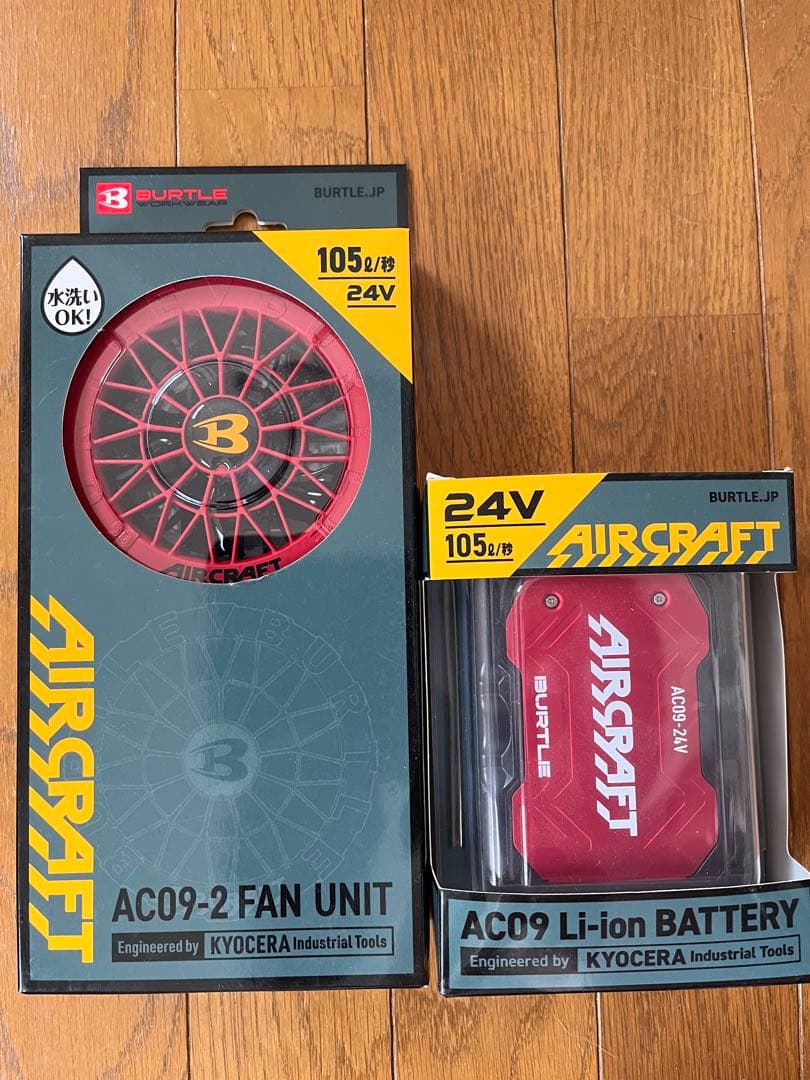 BURTLE
WORKWEAR
BURTLE.JP
105ℓ/秒
24V
水洗い
OK!
B
AIRCRAFT
AIRCRAFT
B
AC09-2 FAN UNIT
Engineered by KYOCERA Industrial Tools
24V
105ℓ/秒
BURTLE.JP
AIRCRAFT
AIRCRAFT
BURTLE
AC09-24V
AC09 Li-ion BATTERY
Engineered by KYOCERA Industrial Tools